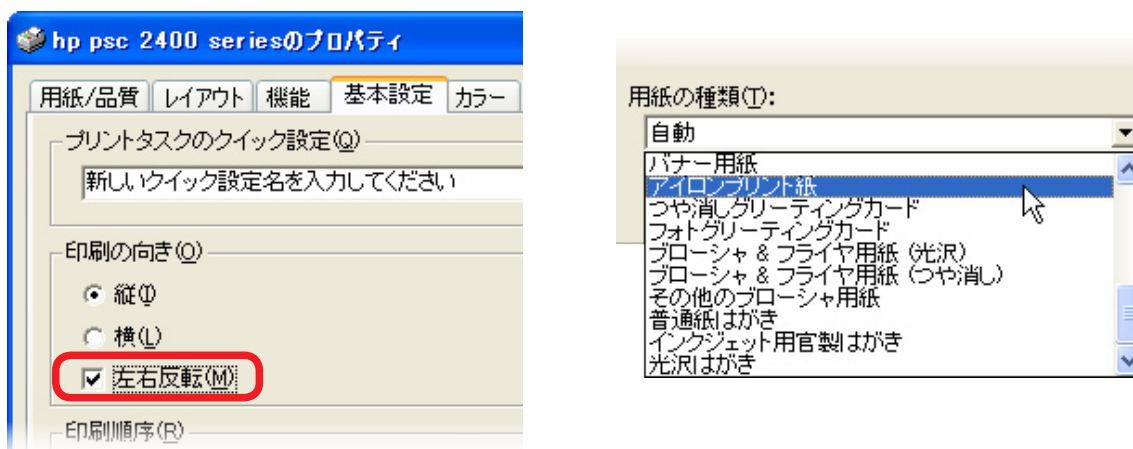 hp psc 2400 seriesのプロパティ
用紙/品質 レイアウト 機能 基本設定 カラー
プリントタスクのクイック設定(Q)
新しいクイック設定名を入力してください
印刷の向き(O)
縦(I)
横(L)
左右反転(M)
印刷順序(R)
用紙の種類(T):
自動
バナー用紙
アイロンプリント紙
つや消しグリーティングカード
フォトグリーティングカード
ブローシャ & フライヤ用紙 (光沢)
ブローシャ & フライヤ用紙 (つや消し)
その他のブローシャ用紙
普通紙はがき
インクジェット用官製はがき
光沢はがき